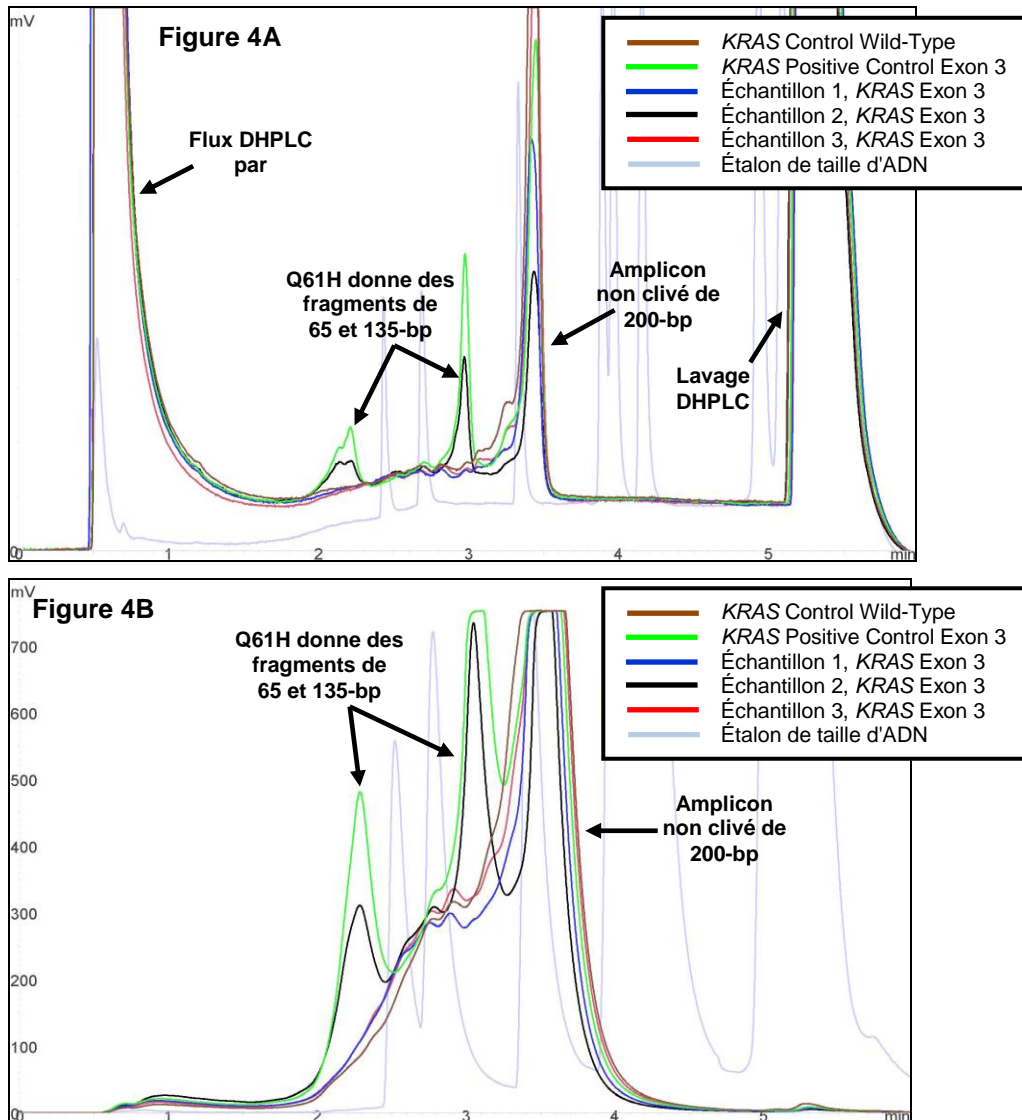 mV
Figure 4A
KRAS Control Wild-Type
KRAS Positive Control Exon 3
Échantillon 1, KRAS Exon 3
Échantillon 2, KRAS Exon 3
Échantillon 3, KRAS Exon 3
Étalon de taille d'ADN
Flux DHPLC
par
Q61H donne des
fragments de
65 et 135-bp
Amplicon
non clivé de
200-bp
Lavage
DHPLC
0 1 2 3 4 5 min
mV
Figure 4B
KRAS Control Wild-Type
KRAS Positive Control Exon 3
Échantillon 1, KRAS Exon 3
Échantillon 2, KRAS Exon 3
Échantillon 3, KRAS Exon 3
Étalon de taille d'ADN
Q61H donne des
fragments de
65 et 135-bp
Amplicon
non clivé de
200-bp
700
600
500
400
300
200
100
0 1 2 3 4 5 min